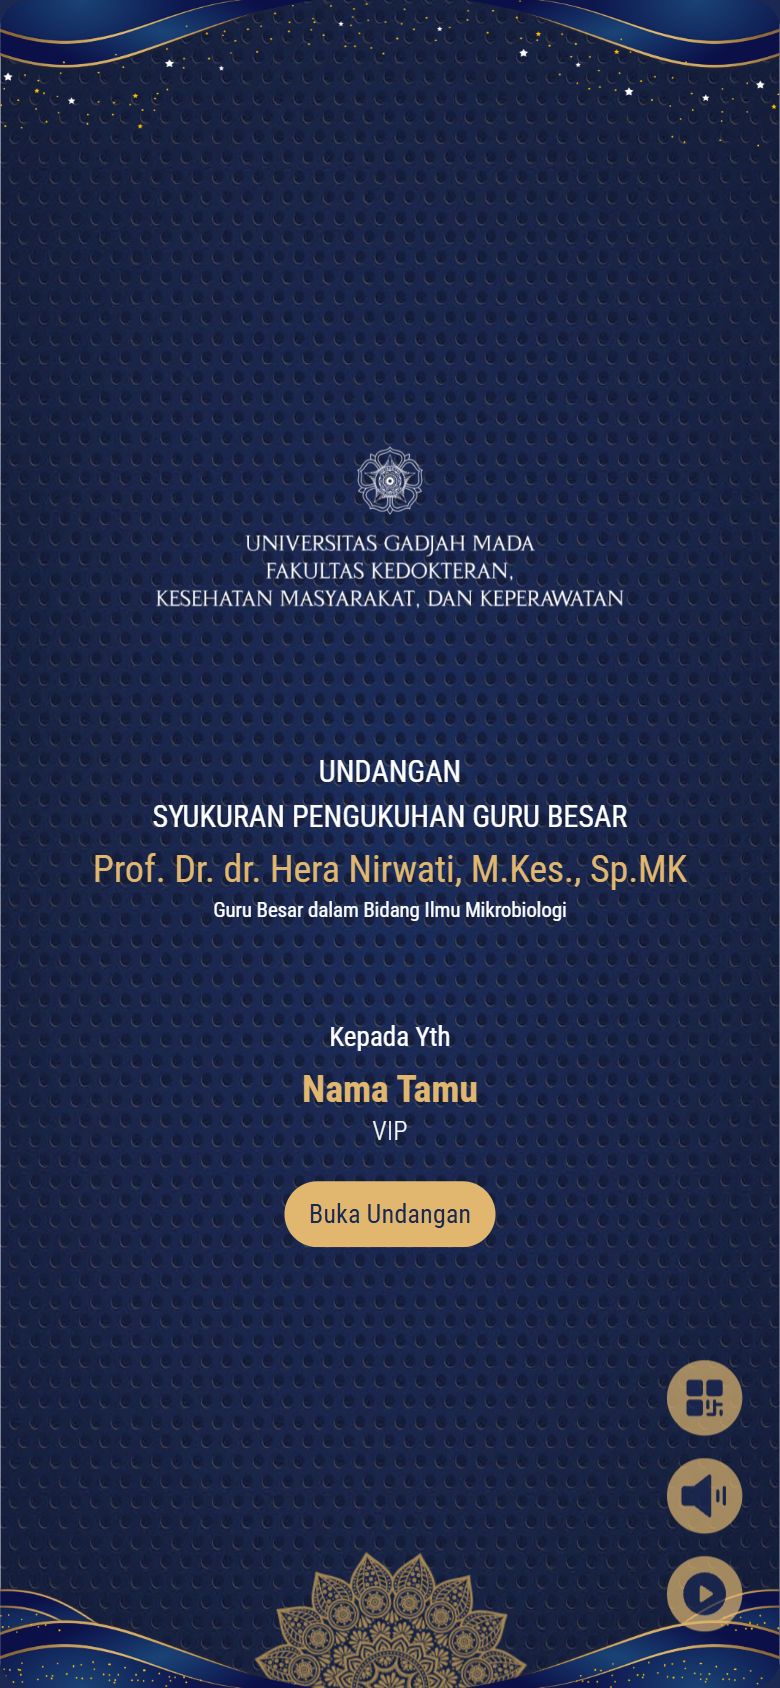 UNIVERSITAS GADJAH MADA
FAKULTAS KEDOKTERAN,
KESEHATAN MASYARAKAT, DAN KEPERAWATAN
UNDANGAN
SYUKURAN PENGUKUHAN GURU BESAR
Prof. Dr. dr. Hera Nirwati, M.Kes., Sp.MK
Guru Besar dalam Bidang Ilmu Mikrobiologi
Kepada Yth
Nama Tamu
VIP
Buka Undangan